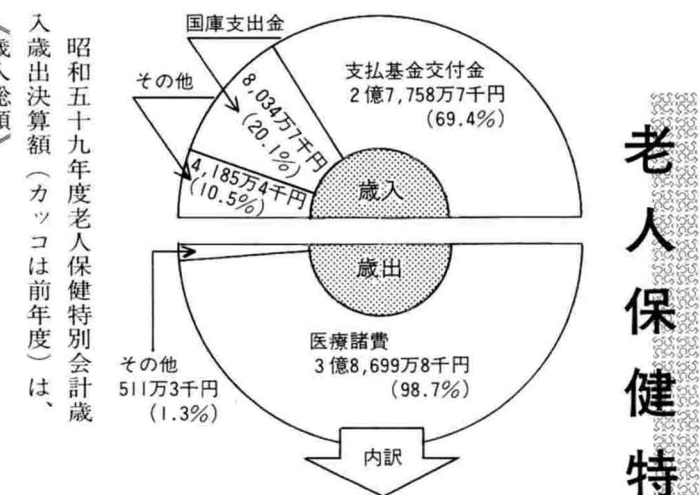 老人保健特
国庫支出金
その他
支払基金交付金
2億7,758万7千円
(69.4%)
8,034万7千円
(20.1%)
4,185万4千円
(10.5%)
歳入
歳出
医療諸費
3億8,699万8千円
(98.7%)
その他
511万3千円
(1.3%)
内訳
昭和五十九年度老人保健特別会計歳
入歳出決算額（カッコは前年度）は、
《歳入総額》